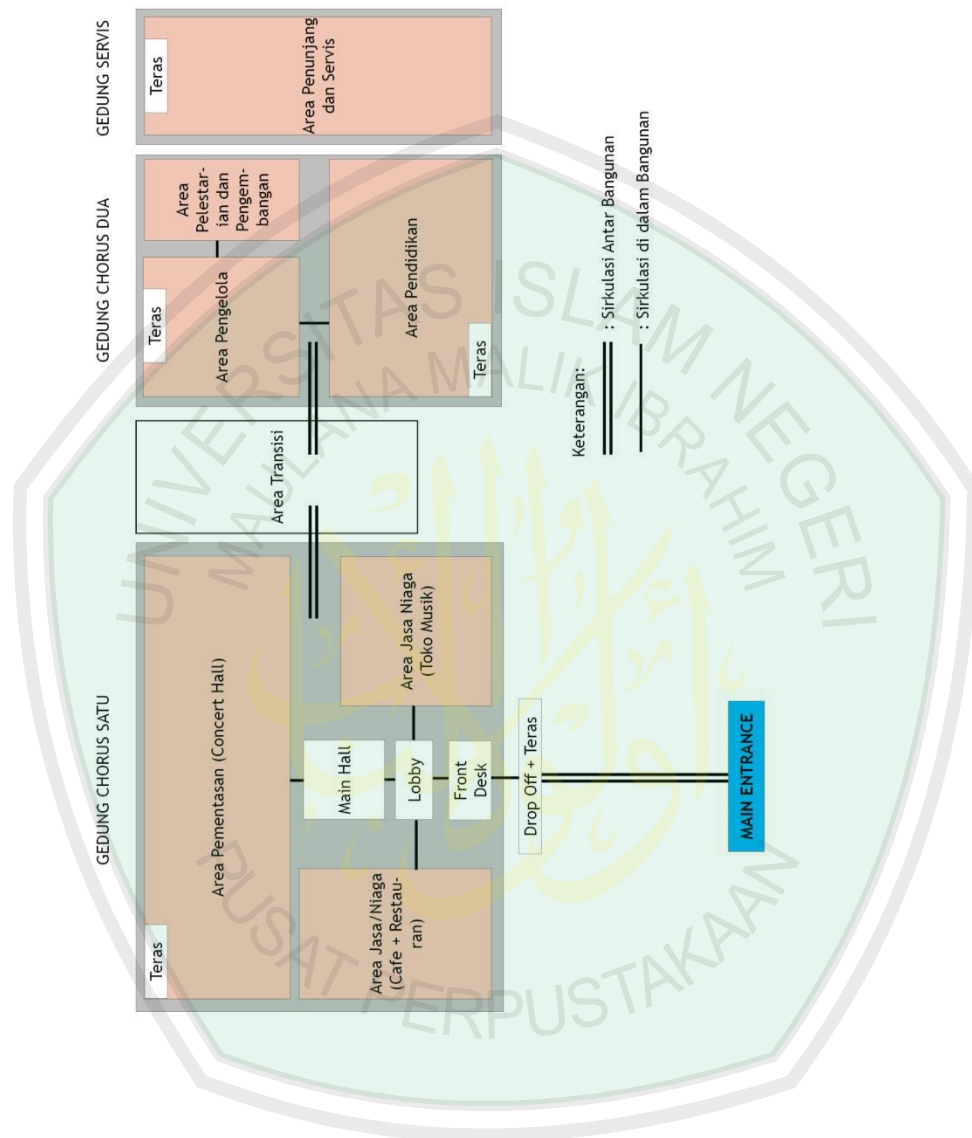 GEDUNG CHORUS SATU
Teras
Area Pementasan (Concert Hall)
Area Jasa/Niaga
(Cafe + Restau-
ran)
Main Hall
Lobby
Front
Desk
Area Jasa Niaga
(Toko Musik)
Drop Off + Teras
MAIN ENTRANCE
Area Transisi
GEDUNG CHORUS DUA
Teras
Area Pengelola
Area
Pelestar-
ian dan
Pengem-
bangan
Area Pendidikan
Teras
GEDUNG SERVIS
Teras
Area Penunjang
dan Servis
Keterangan:
: Sirkulasi Antar Bangunan
: Sirkulasi di dalam Bangunan
UNIVERSITAS ISLAM NEGERI
MAULANA MALIK IBRAHIM
PUSAT PERPUSTAKAAN